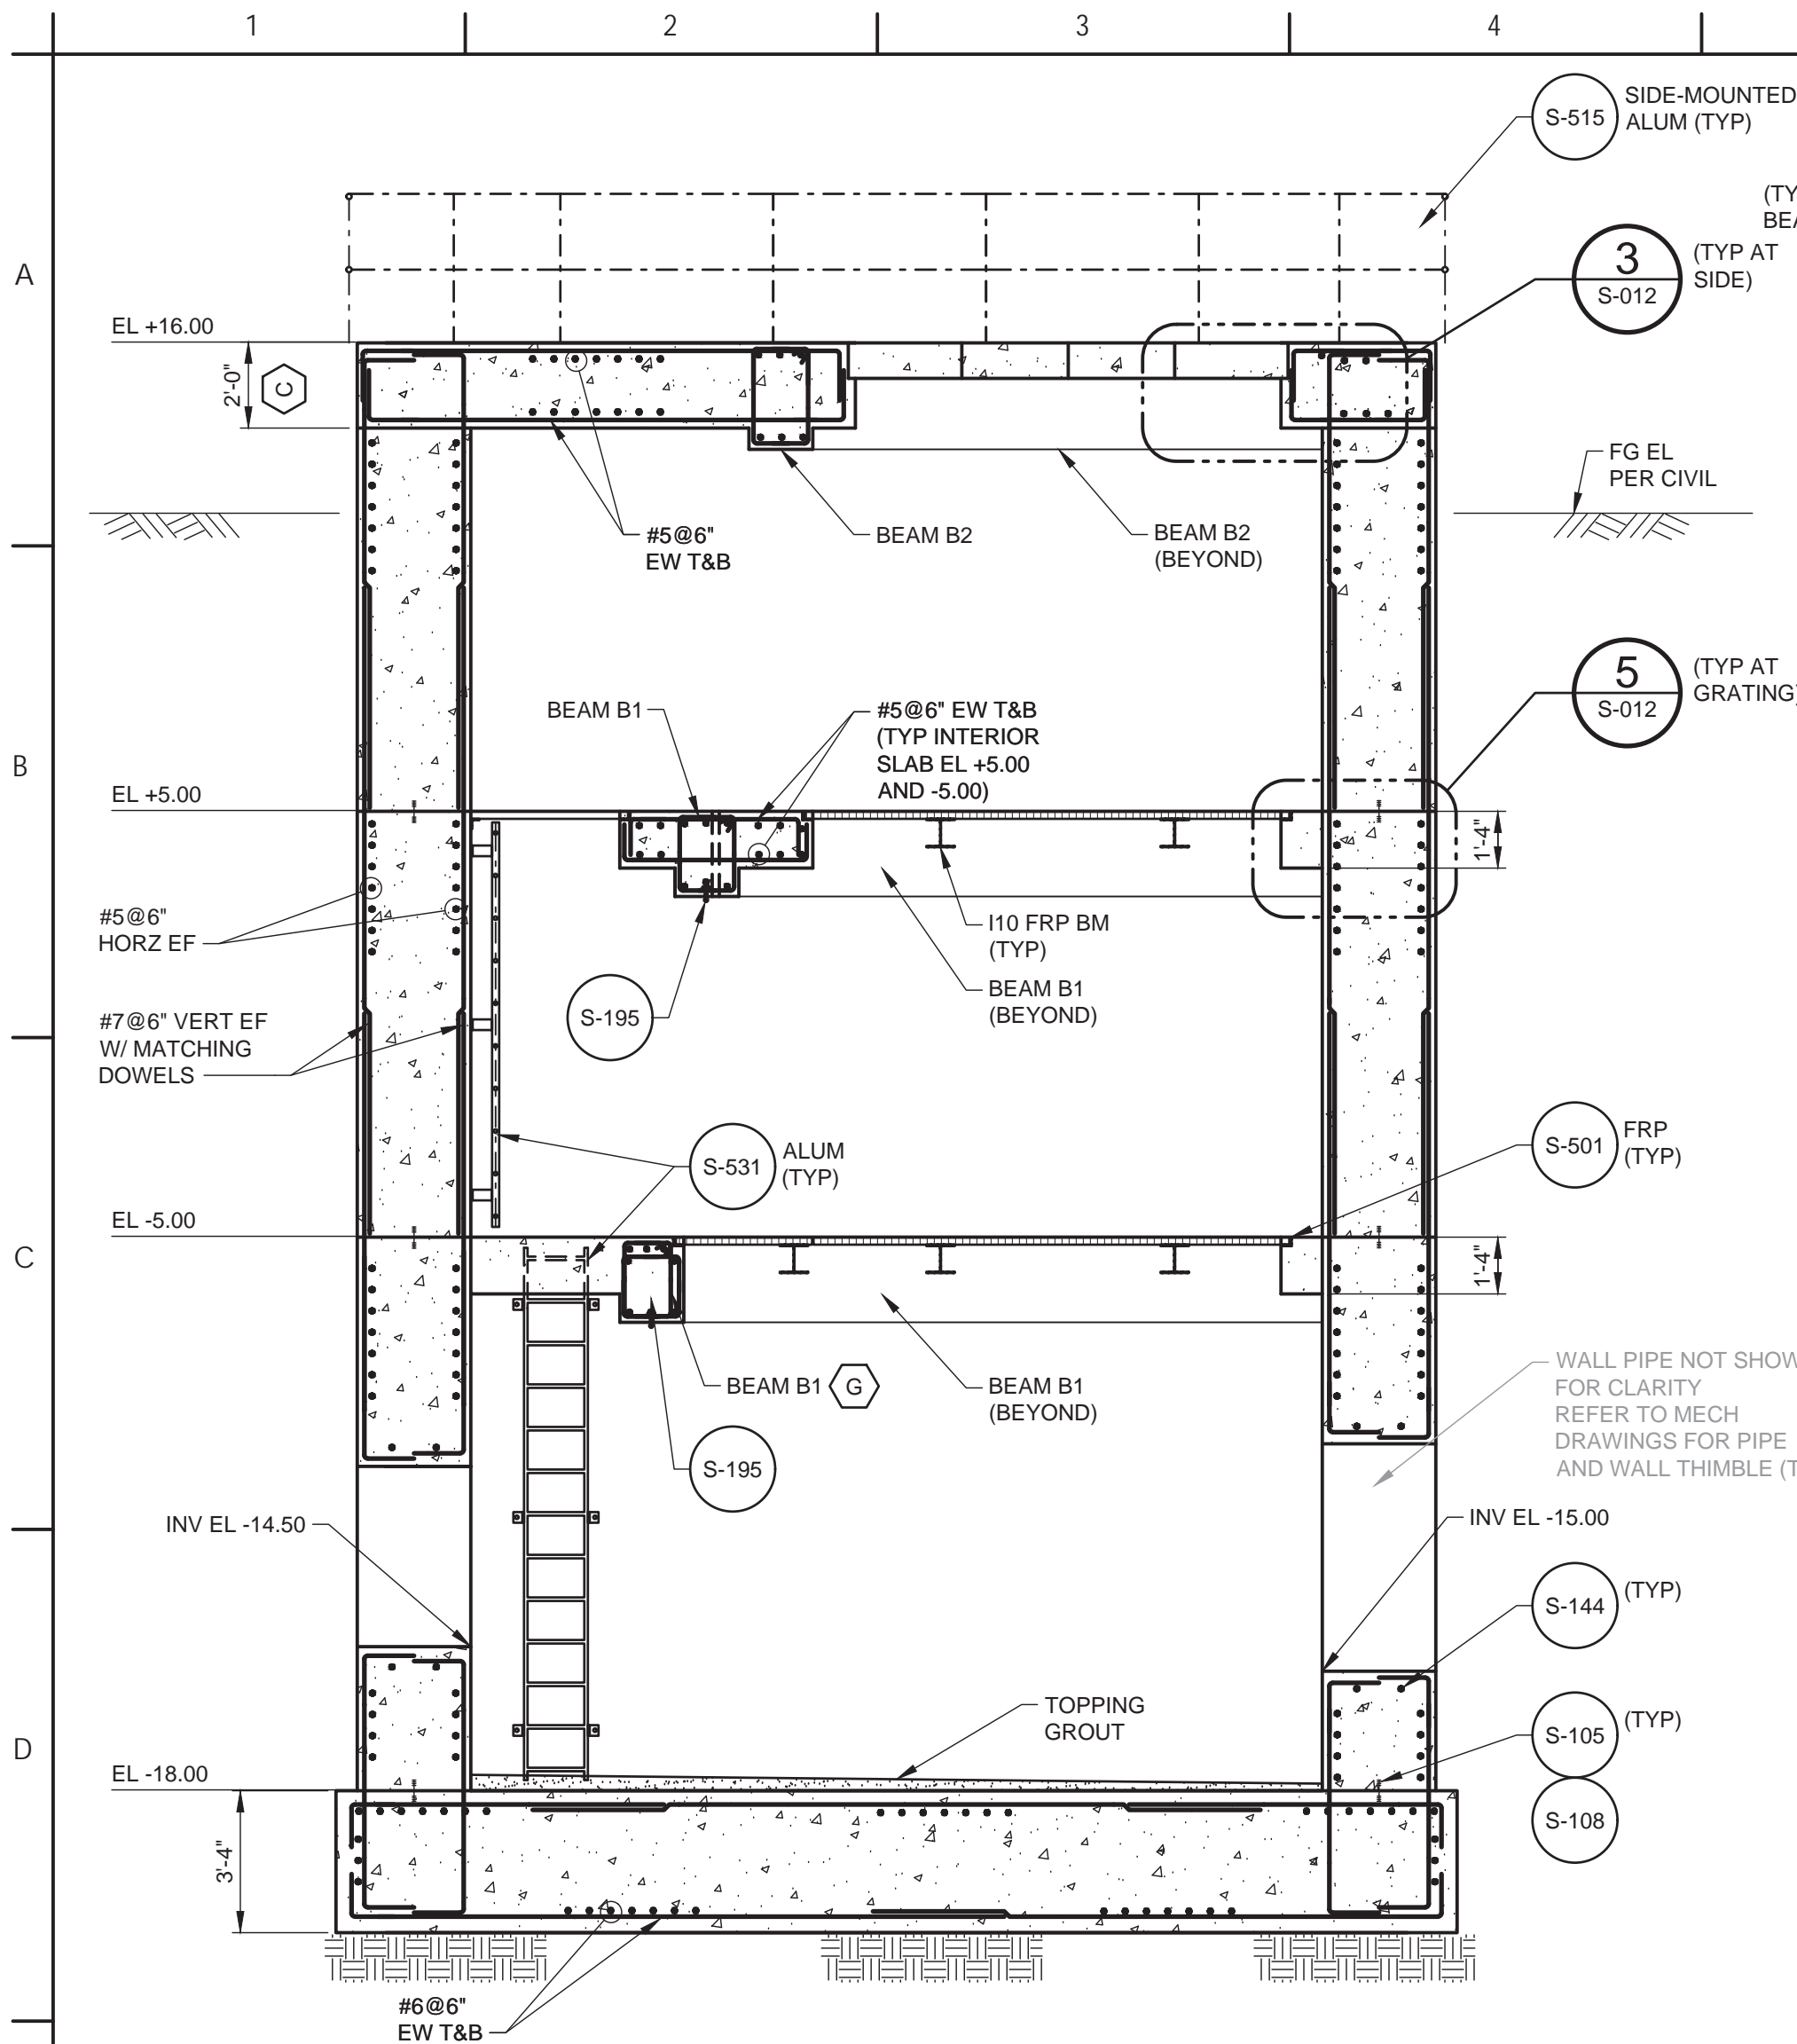 1
2
3
4
A
B
C
D
S-515
SIDE-MOUNTED
ALUM (TYP)
3
S-012
(TYP AT
SIDE)
EL +16.00
2'-0"
C
FG EL
PER CIVIL
#5@6"
EW T&B
BEAM B2
BEAM B2
(BEYOND)
5
S-012
(TYP AT
GRATING)
BEAM B1
#5@6" EW T&B
(TYP INTERIOR
SLAB EL +5.00
AND -5.00)
EL +5.00
1'-4"
#5@6"
HORZ EF
I10 FRP BM
(TYP)
BEAM B1
(BEYOND)
S-195
#7@6" VERT EF
W/ MATCHING
DOWELS
S-531
ALUM
(TYP)
S-501
FRP
(TYP)
EL -5.00
1'-4"
BEAM B1
G
BEAM B1
(BEYOND)
S-195
WALL PIPE NOT SHOW
FOR CLARITY
REFER TO MECH
DRAWINGS FOR PIPE
AND WALL THIMBLE (T
INV EL -14.50
INV EL -15.00
S-144
(TYP)
TOPPING
GROUT
S-105
(TYP)
S-108
EL -18.00
3'-4"
#6@6"
EW T&B